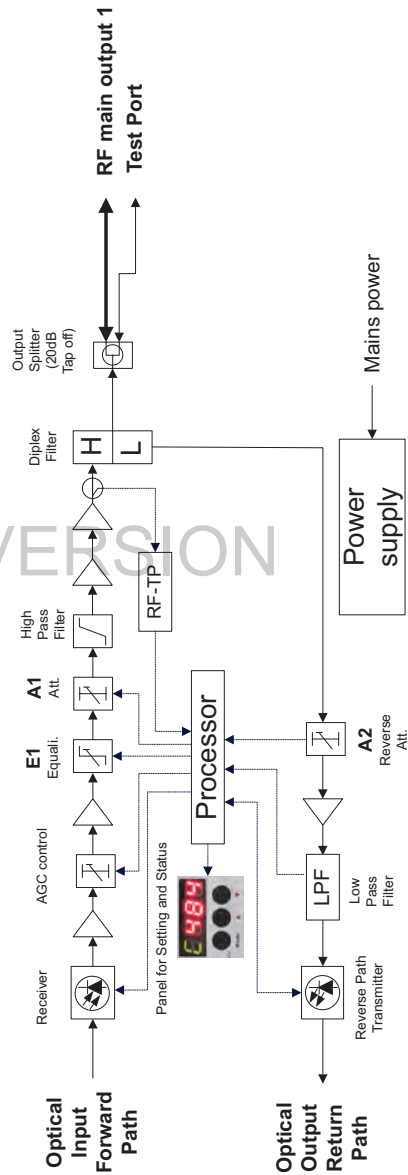 Optical
Input
Forward
Path
Receiver
AGC control
E1
Equali.
A1
Att.
High
Pass
Filter
Diplex
Filter
H
L
Output
Splitter
(20dB
Tap off)
RF main output 1
Test Port
VERSION
RF-TP
Processor
Panel for Setting and Status
C 484
Mode
Optical
Output
Return
Path
Reverse Path
Transmitter
LPF
Low
Pass
Filter
A2
Reverse
Att.
Power
supply
Mains power